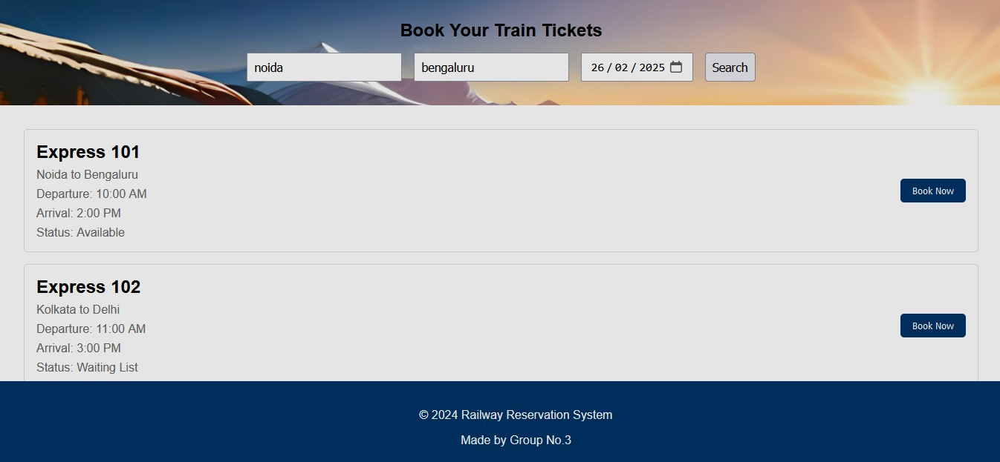 Book Your Train Tickets
noida bengaluru 26 / 02 / 2025 Search
Express 101
Noida to Bengaluru
Departure: 10:00 AM
Arrival: 2:00 PM
Status: Available
Book Now
Express 102
Kolkata to Delhi
Departure: 11:00 AM
Arrival: 3:00 PM
Status: Waiting List
Book Now
© 2024 Railway Reservation System
Made by Group No.3